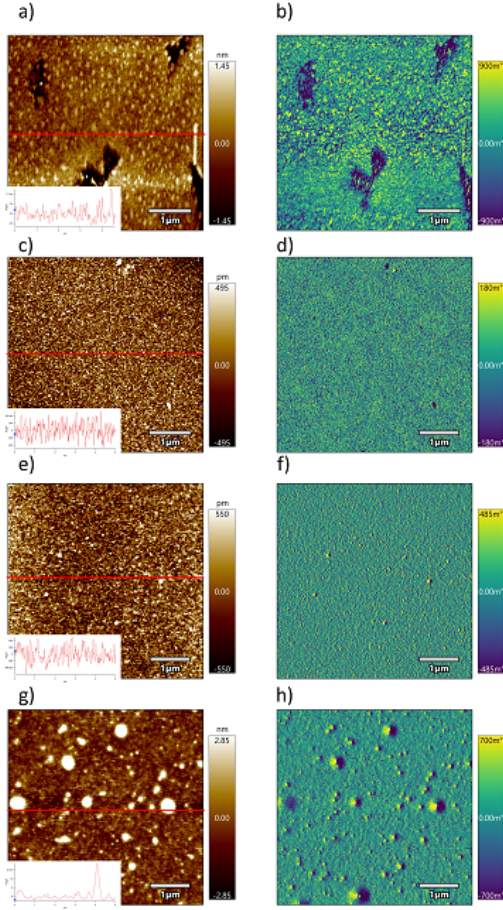 a)
b)
nm
1.45
0.00
-1.45
1μm
900m°
0.00m°
-900m°
1μm
c)
d)
pm
495
0.00
-495
1μm
180m°
0.00m°
-180m°
1μm
e)
f)
pm
550
0.00
-550
1μm
485m°
0.00m°
-485m°
1μm
g)
h)
nm
2.85
0.00
-2.85
1μm
700m°
0.00m°
-700m°
1μm